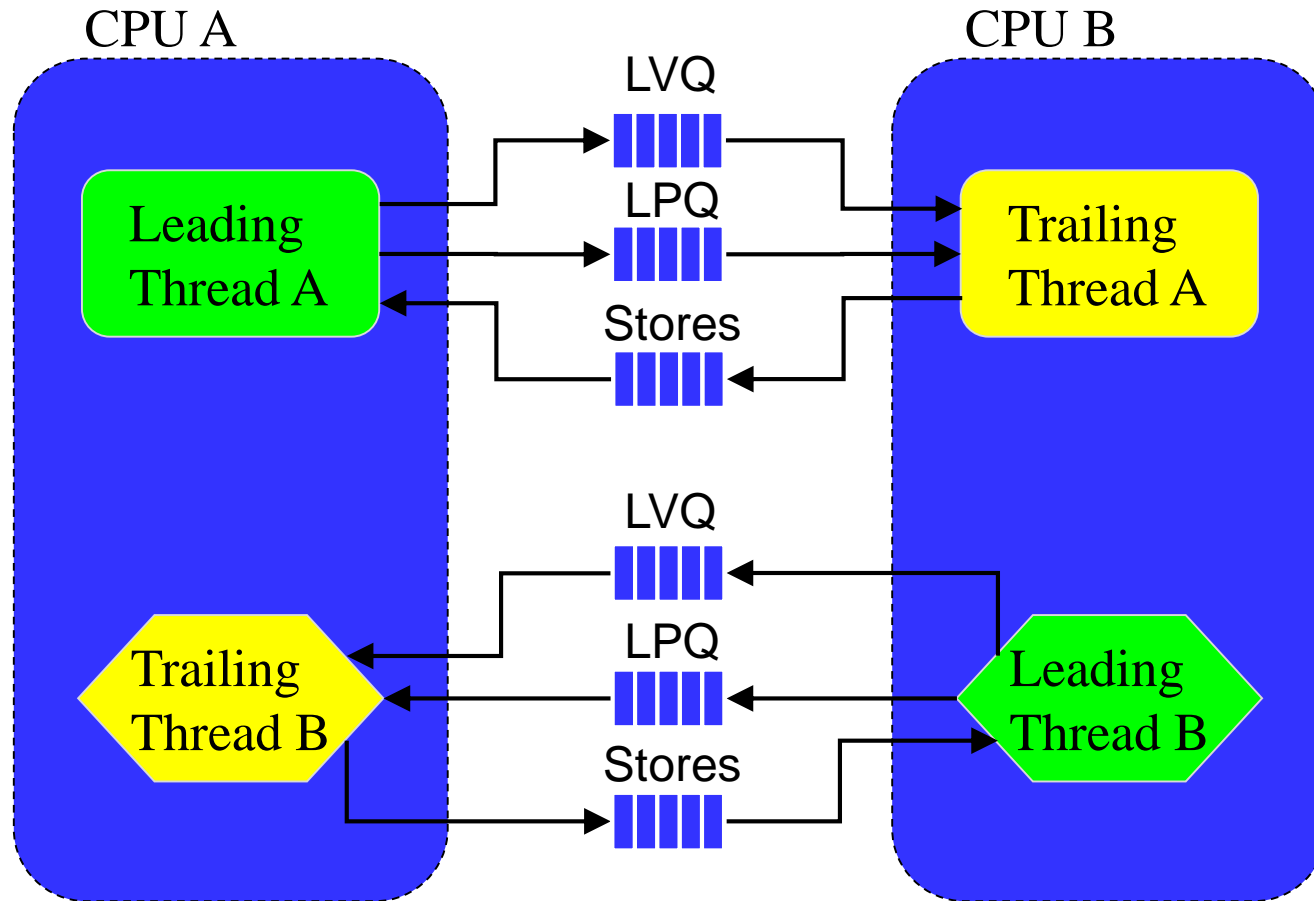 CPU A
CPU B
LVQ
LPQ
Leading
Thread A
Trailing
Thread A
Stores
LVQ
LPQ
Trailing
Thread B
Leading
Thread B
Stores